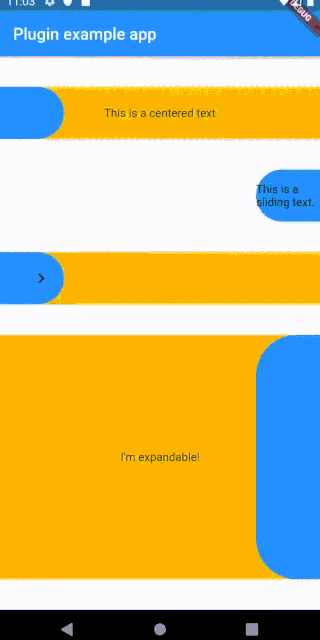 11:03
DEBUG
Plugin example app
This is a centered text
This is a
sliding text.
I'm expandable!